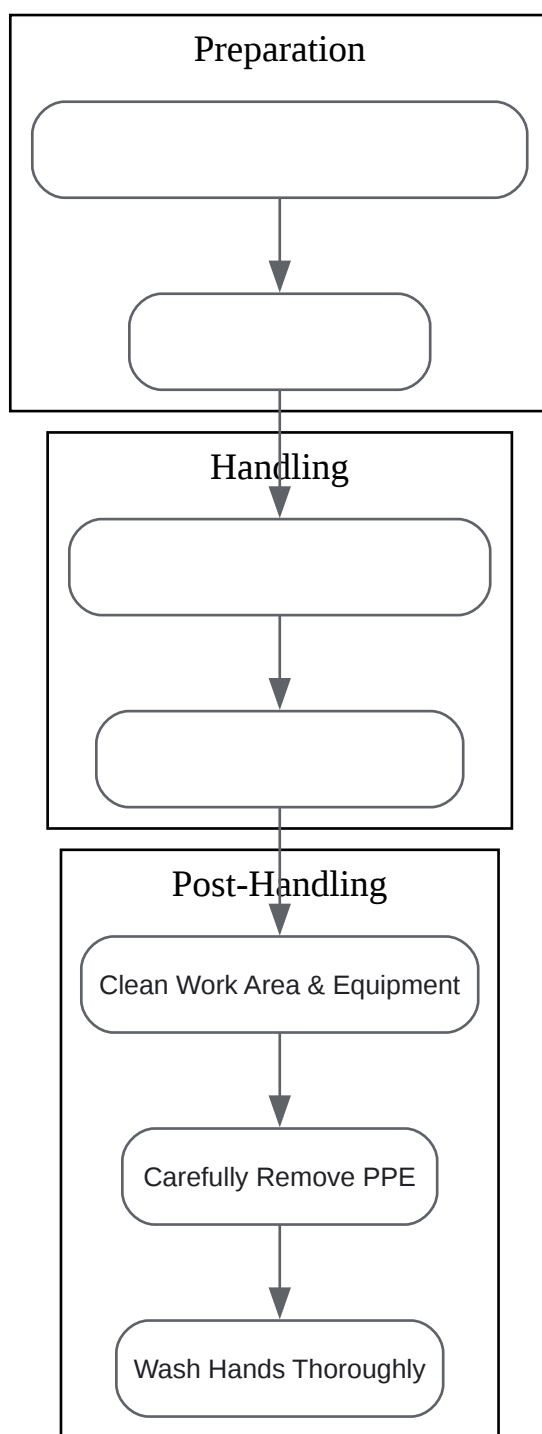 Preparation
Handling
Post-Handling
Clean Work Area & Equipment
Carefully Remove PPE
Wash Hands Thoroughly